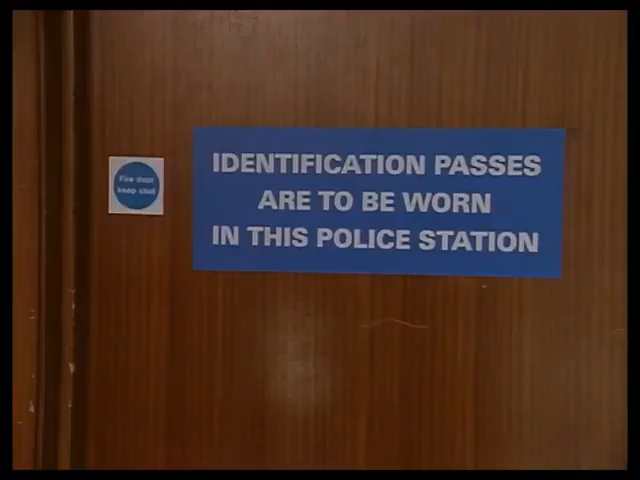 Fire door
keep shut
IDENTIFICATION PASSES
ARE TO BE WORN
IN THIS POLICE STATION